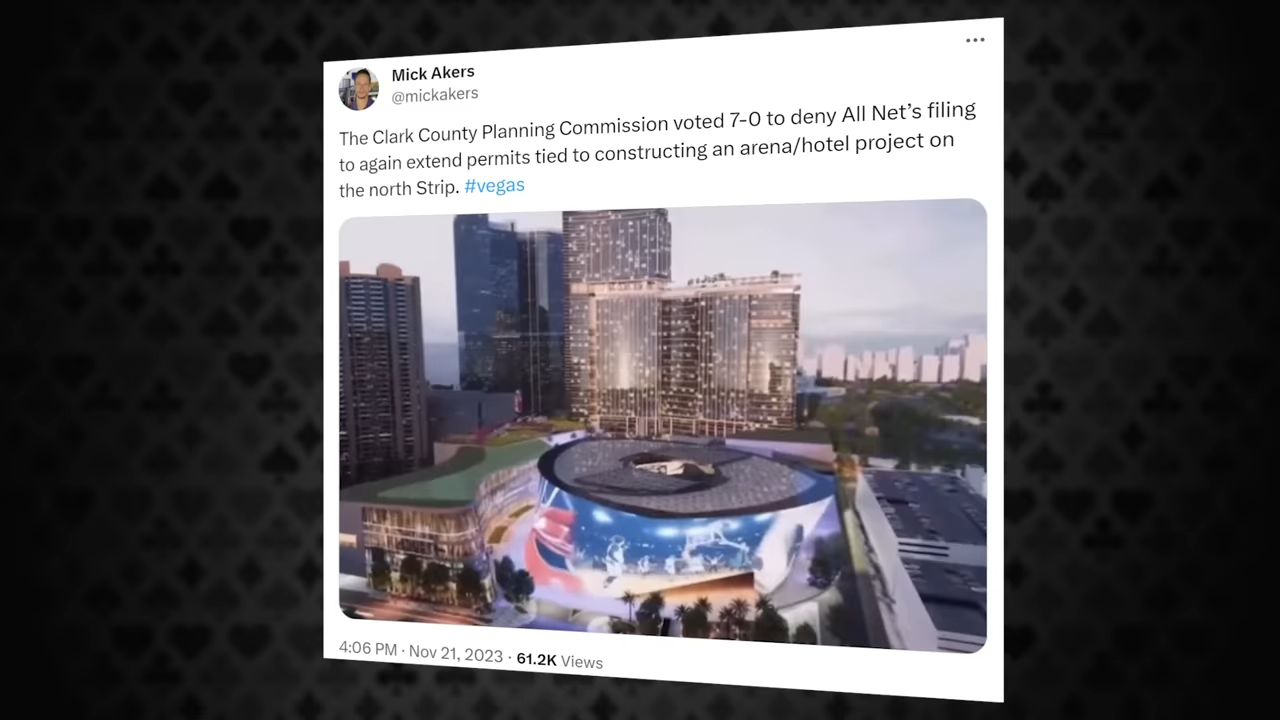 Mick Akers
@mickakers
The Clark County Planning Commission voted 7-0 to deny All Net’s filing
to again extend permits tied to constructing an arena/hotel project on
the north Strip. #vegas
4:06 PM · Nov 21, 2023 · 61.2K Views